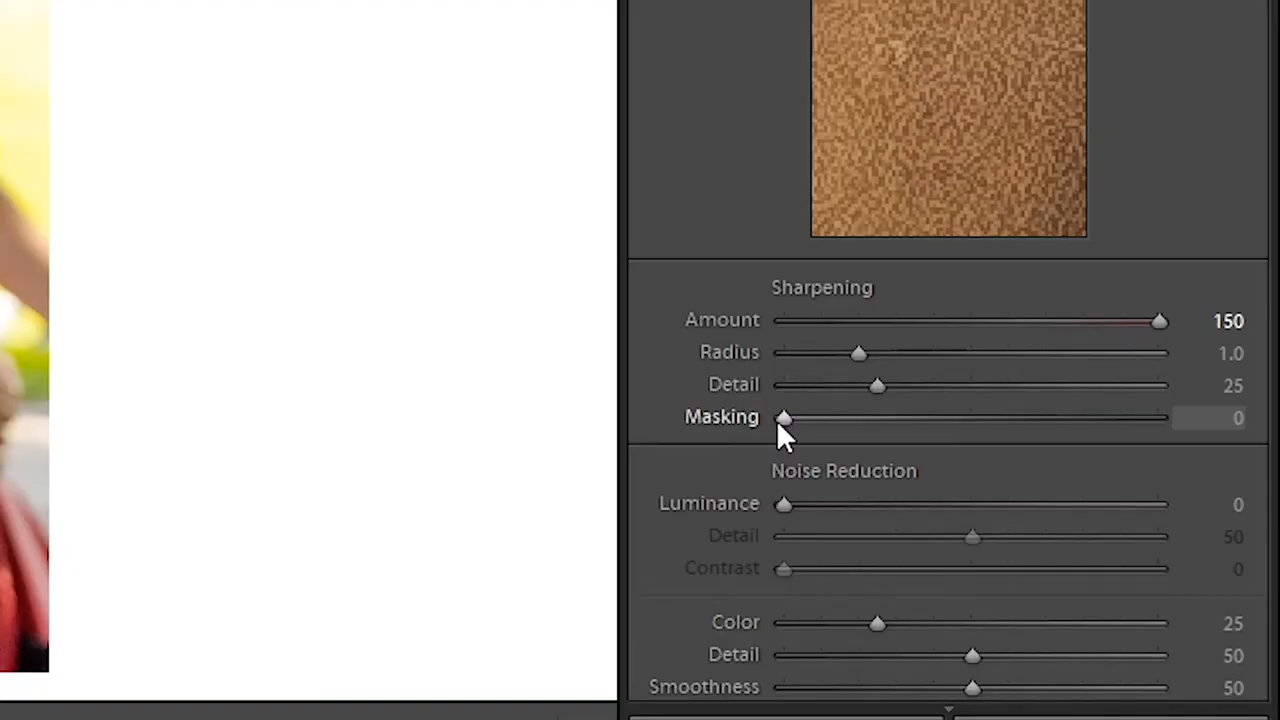 Sharpening
Amount 150
Radius 1.0
Detail 25
Masking 0
Noise Reduction
Luminance 0
Detail 50
Contrast 0
Color 25
Detail 50
Smoothness 50